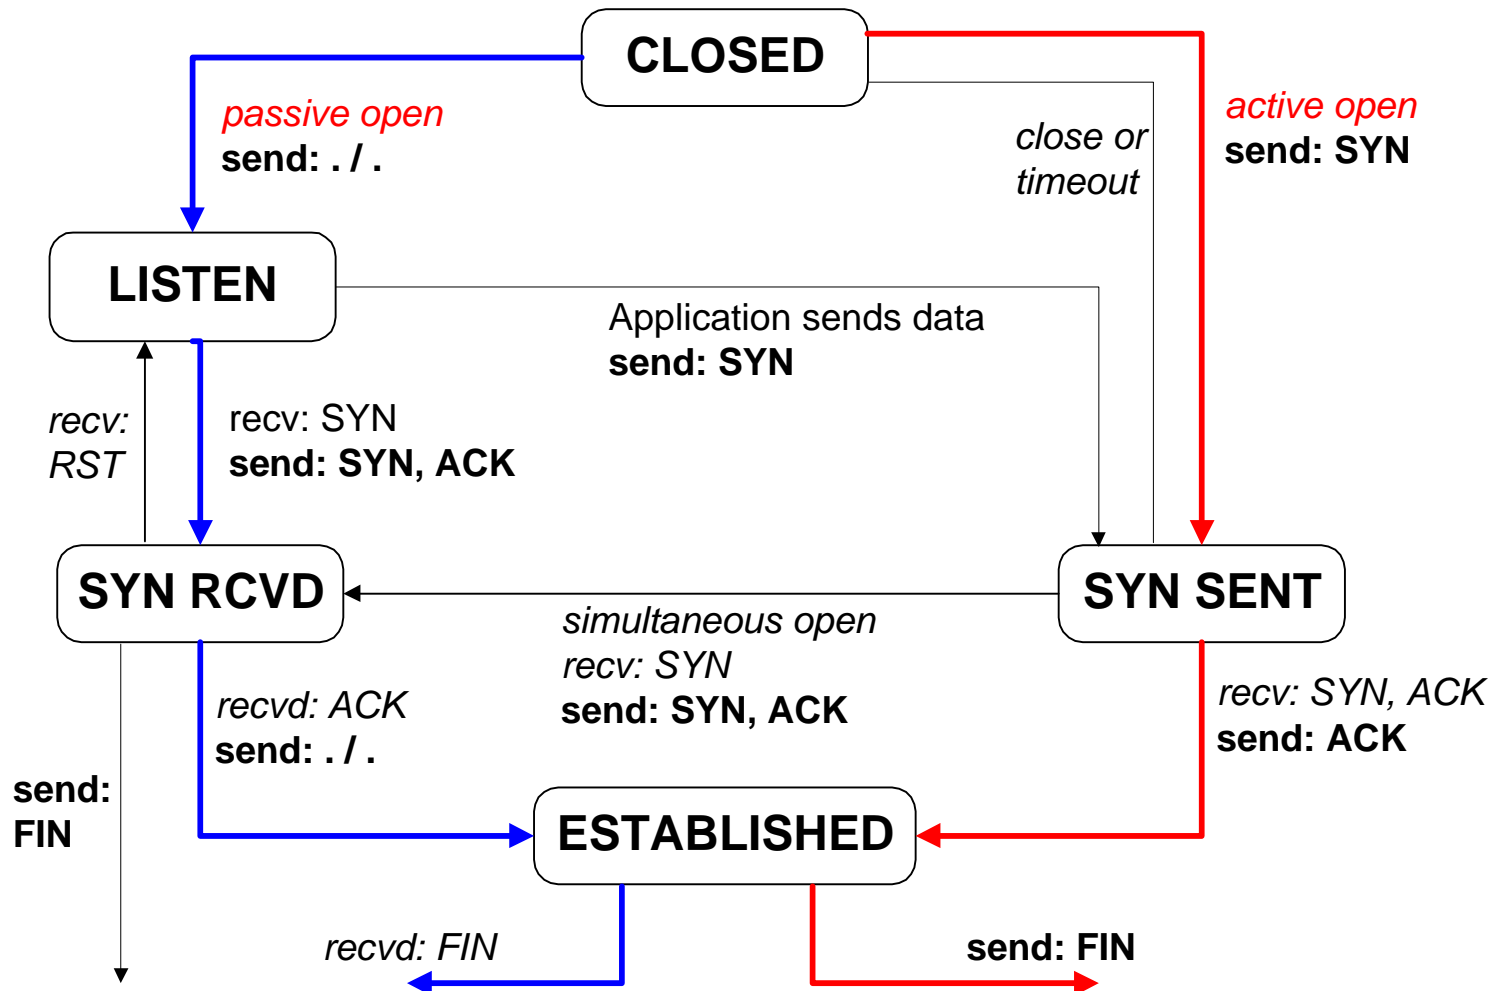 CLOSED
passive open
send: . / .
close or
timeout
active open
send: SYN
LISTEN
Application sends data
send: SYN
recv:
RST
recv: SYN
send: SYN, ACK
SYN RCVD
SYN SENT
simultaneous open
recv: SYN
send: SYN, ACK
recvd: ACK
send: . / .
recv: SYN, ACK
send: ACK
send:
FIN
ESTABLISHED
recvd: FIN
send: FIN